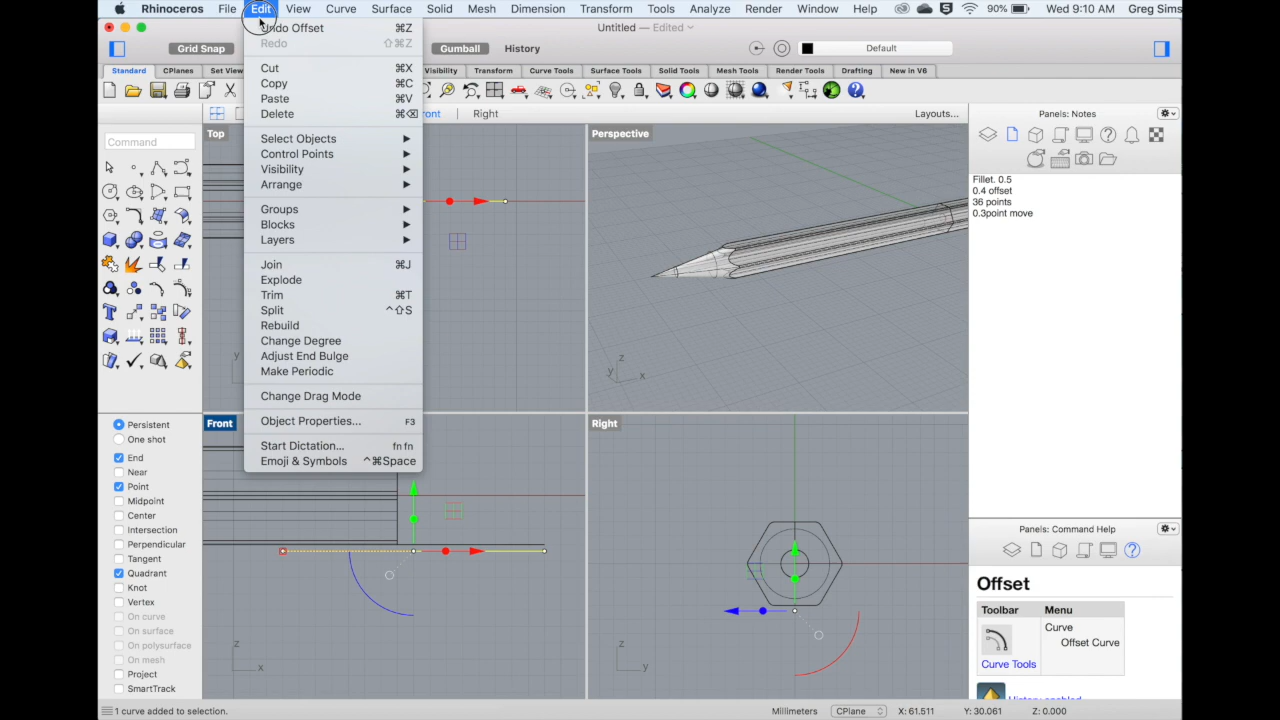 Rhinoceros File Edit View Curve Surface Solid Mesh Dimension Transform Tools Analyze Render Window Help 90% Wed 9:10 AM Greg Sims
Untitled — Edited
Grid Snap Gumball History Default
Standard CPlanes Set View Visibility Transform Curve Tools Surface Tools Solid Tools Mesh Tools Render Tools Drafting New in V6
Undo Offset ⌘Z
Redo ⇧⌘Z
Cut ⌘X
Copy ⌘C
Paste ⌘V
Delete ⌘⌫
Select Objects
Control Points
Visibility
Arrange
Groups
Blocks
Layers
Join ⌘J
Explode
Trim ⌘T
Split ^⇧S
Rebuild
Change Degree
Adjust End Bulge
Make Periodic
Change Drag Mode
Object Properties... F3
Start Dictation... fn fn
Emoji & Symbols ^⌘Space
ront Right Layouts...
Panels: Notes
Command
Top
Perspective
Fillet. 0.5
0.4 offset
36 points
0.3point move
y
z
y x
Front
Right
z
x
z
y
Persistent
One shot
End
Near
Point
Midpoint
Center
Intersection
Perpendicular
Tangent
Quadrant
Knot
Vertex
On curve
On surface
On polysurface
On mesh
Project
SmartTrack
Panels: Command Help
Offset
Toolbar Menu
Curve
Offset Curve
Curve Tools
History enabled
1 curve added to selection. Millimeters CPlane X: 61.511 Y: 30.061 Z: 0.000